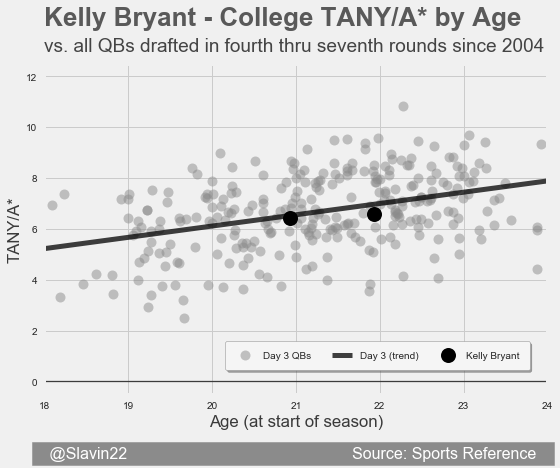 Kelly Bryant - College TANY/A* by Age
vs. all QBs drafted in fourth thru seventh rounds since 2004
12
10
8
6
4
2
0
TANY/A*
Day 3 QBs
Day 3 (trend)
Kelly Bryant
18 19 20 21 22 23 24
Age (at start of season)
@Slavin22 Source: Sports Reference